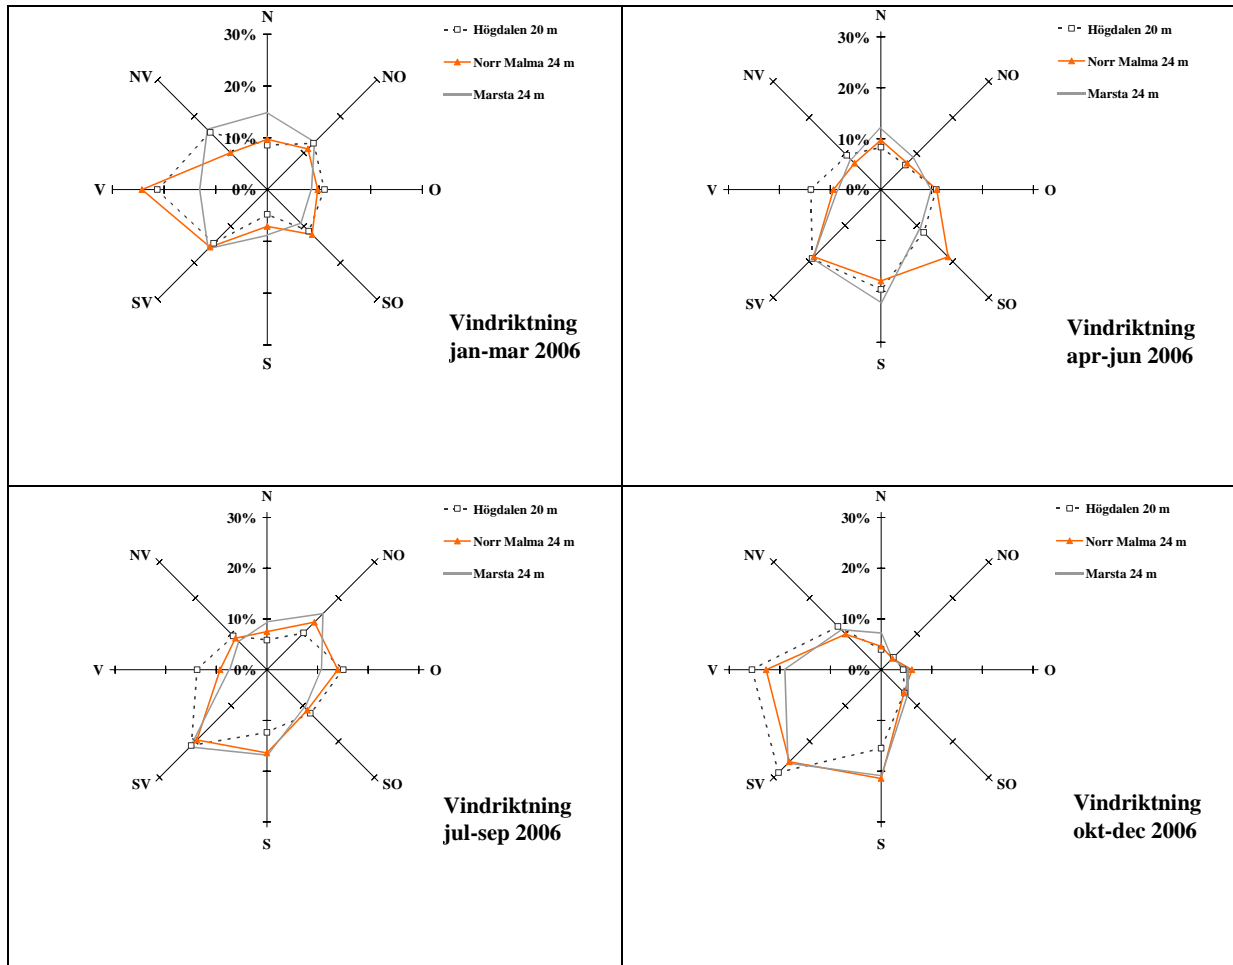 N
30%
20%
10%
0%
NV
NO
V
O
SV
SO
S
Högdalen 20 m
Norr Malma 24 m
Marsta 24 m
Vindriktning
jan-mar 2006
N
30%
20%
10%
0%
NV
NO
V
O
SV
SO
S
Högdalen 20 m
Norr Malma 24 m
Marsta 24 m
Vindriktning
apr-jun 2006
N
30%
20%
10%
0%
NV
NO
V
O
SV
SO
S
Högdalen 20 m
Norr Malma 24 m
Marsta 24 m
Vindriktning
jul-sep 2006
N
30%
20%
10%
0%
NV
NO
V
O
SV
SO
S
Högdalen 20 m
Norr Malma 24 m
Marsta 24 m
Vindriktning
okt-dec 2006